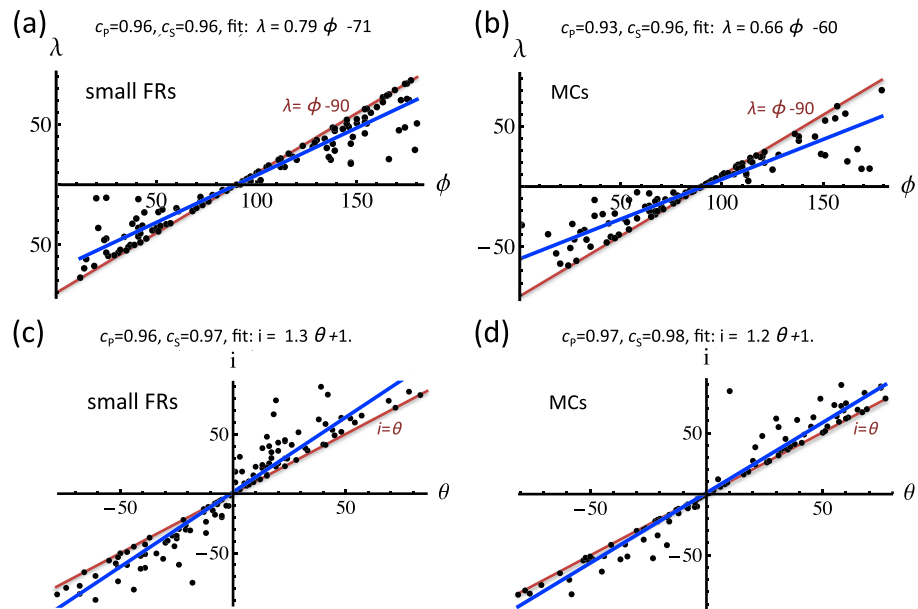 (a) c_P=0.96, c_S=0.96, fit: λ = 0.79 ϕ -71
λ
small FRs
λ= ϕ -90
50
50 100 150 ϕ
50
(b) c_P=0.93, c_S=0.96, fit: λ = 0.66 ϕ -60
λ
MCs
λ= ϕ -90
50
50 100 150 ϕ
−50
(c) c_P=0.96, c_S=0.97, fit: i = 1.3 θ +1.
i
small FRs
50
i=θ
−50 50 θ
−50
(d) c_P=0.97, c_S=0.98, fit: i = 1.2 θ +1.
i
MCs
50
i=θ
−50 50 θ
−50